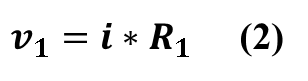 v₁ = i * R₁ (2)